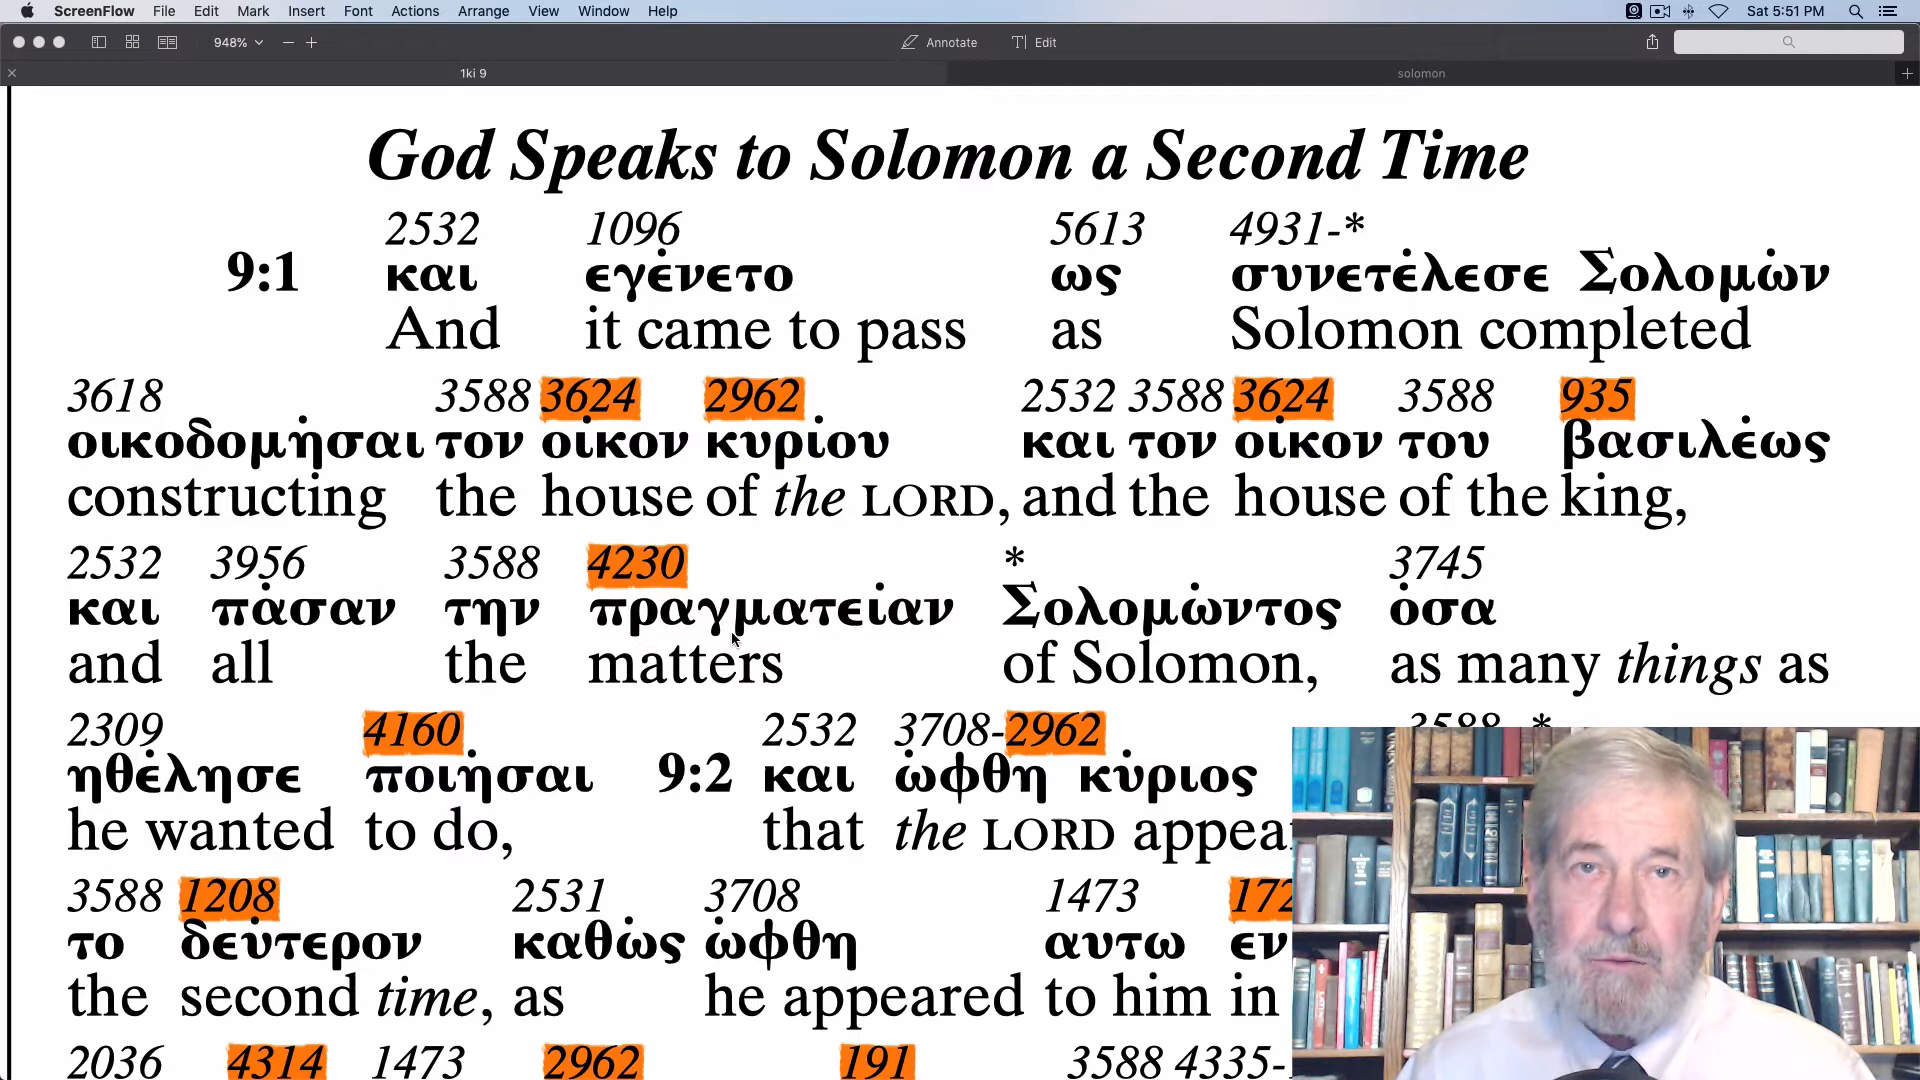 ScreenFlow File Edit Mark Insert Font Actions Arrange View Window Help Sat 5:51 PM
948% Annotate Edit
1ki 9 solomon
God Speaks to Solomon a Second Time
2532 1096 5613 4931-*
9:1 και εγένετο ως συνετέλεσε Σολομών
And it came to pass as Solomon completed
3618 3588 3624 2962 2532 3588 3624 3588 935
οικοδομήσαι τον οίκον κυρίου και τον οίκον του βασιλέως
constructing the house of the LORD, and the house of the king,
2532 3956 3588 4230 * 3745
και πάσαν την πραγματείαν Σολομώντος όσα
and all the matters of Solomon, as many things as
2309 4160 2532 3708-2962 3588 *
ηθέλησε ποιήσαι 9:2 και ώφθη κύριος
he wanted to do, that the LORD appea
3588 1208 2531 3708 1473 172
το δεύτερον καθώς ώφθη αυτω εν
the second time, as he appeared to him in
2036 4314 1473 2962 191 3588 4335-